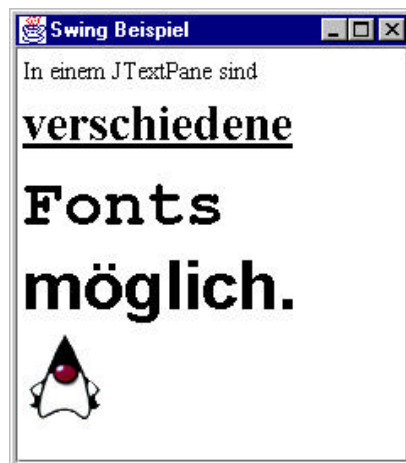 Swing Beispiel
In einem JTextPane sind
verschiedene
Fonts
möglich.